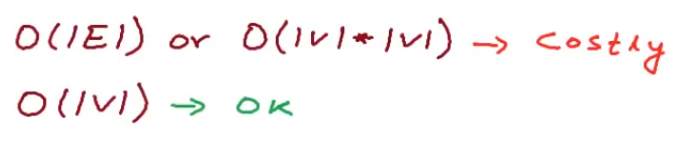 O(|E|) or O(|V|*|V|) → costly
O(|V|) → OK